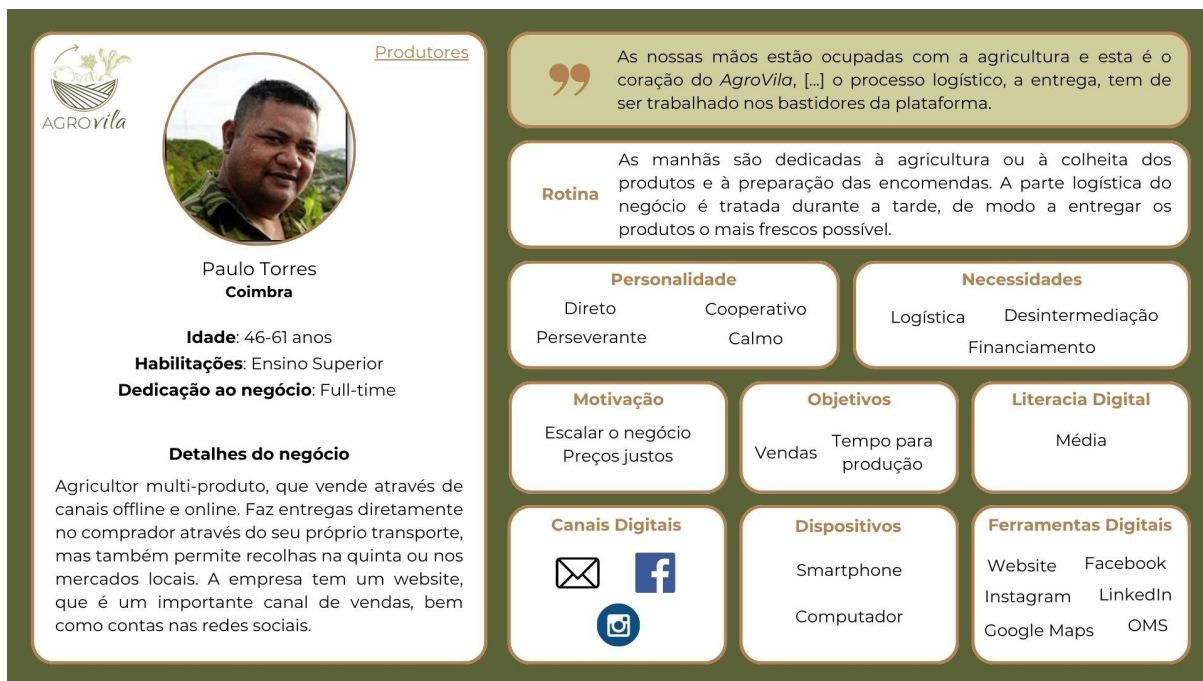 Produtores
AGROvila
Paulo Torres
Coimbra
Idade: 46-61 anos
Habilitações: Ensino Superior
Dedicação ao negócio: Full-time
Detalhes do negócio
Agricultor multi-produto, que vende através de
canais offline e online. Faz entregas diretamente
no comprador através do seu próprio transporte,
mas também permite recolhas na quinta ou nos
mercados locais. A empresa tem um website,
que é um importante canal de vendas, bem
como contas nas redes sociais.
As nossas mãos estão ocupadas com a agricultura e esta é o
coração do AgroVila, [...] o processo logístico, a entrega, tem de
ser trabalhado nos bastidores da plataforma.
Rotina
As manhãs são dedicadas à agricultura ou à colheita dos
produtos e à preparação das encomendas. A parte logística do
negócio é tratada durante a tarde, de modo a entregar os
produtos o mais frescos possível.
Personalidade
Direto
Cooperativo
Perseverante
Calmo
Necessidades
Logística
Desintermediação
Financiamento
Motivação
Escalar o negócio
Preços justos
Objetivos
Vendas
Tempo para
produção
Literacia Digital
Média
Canais Digitais
Dispositivos
Smartphone
Computador
Ferramentas Digitais
Website
Facebook
Instagram
LinkedIn
Google Maps
OMS